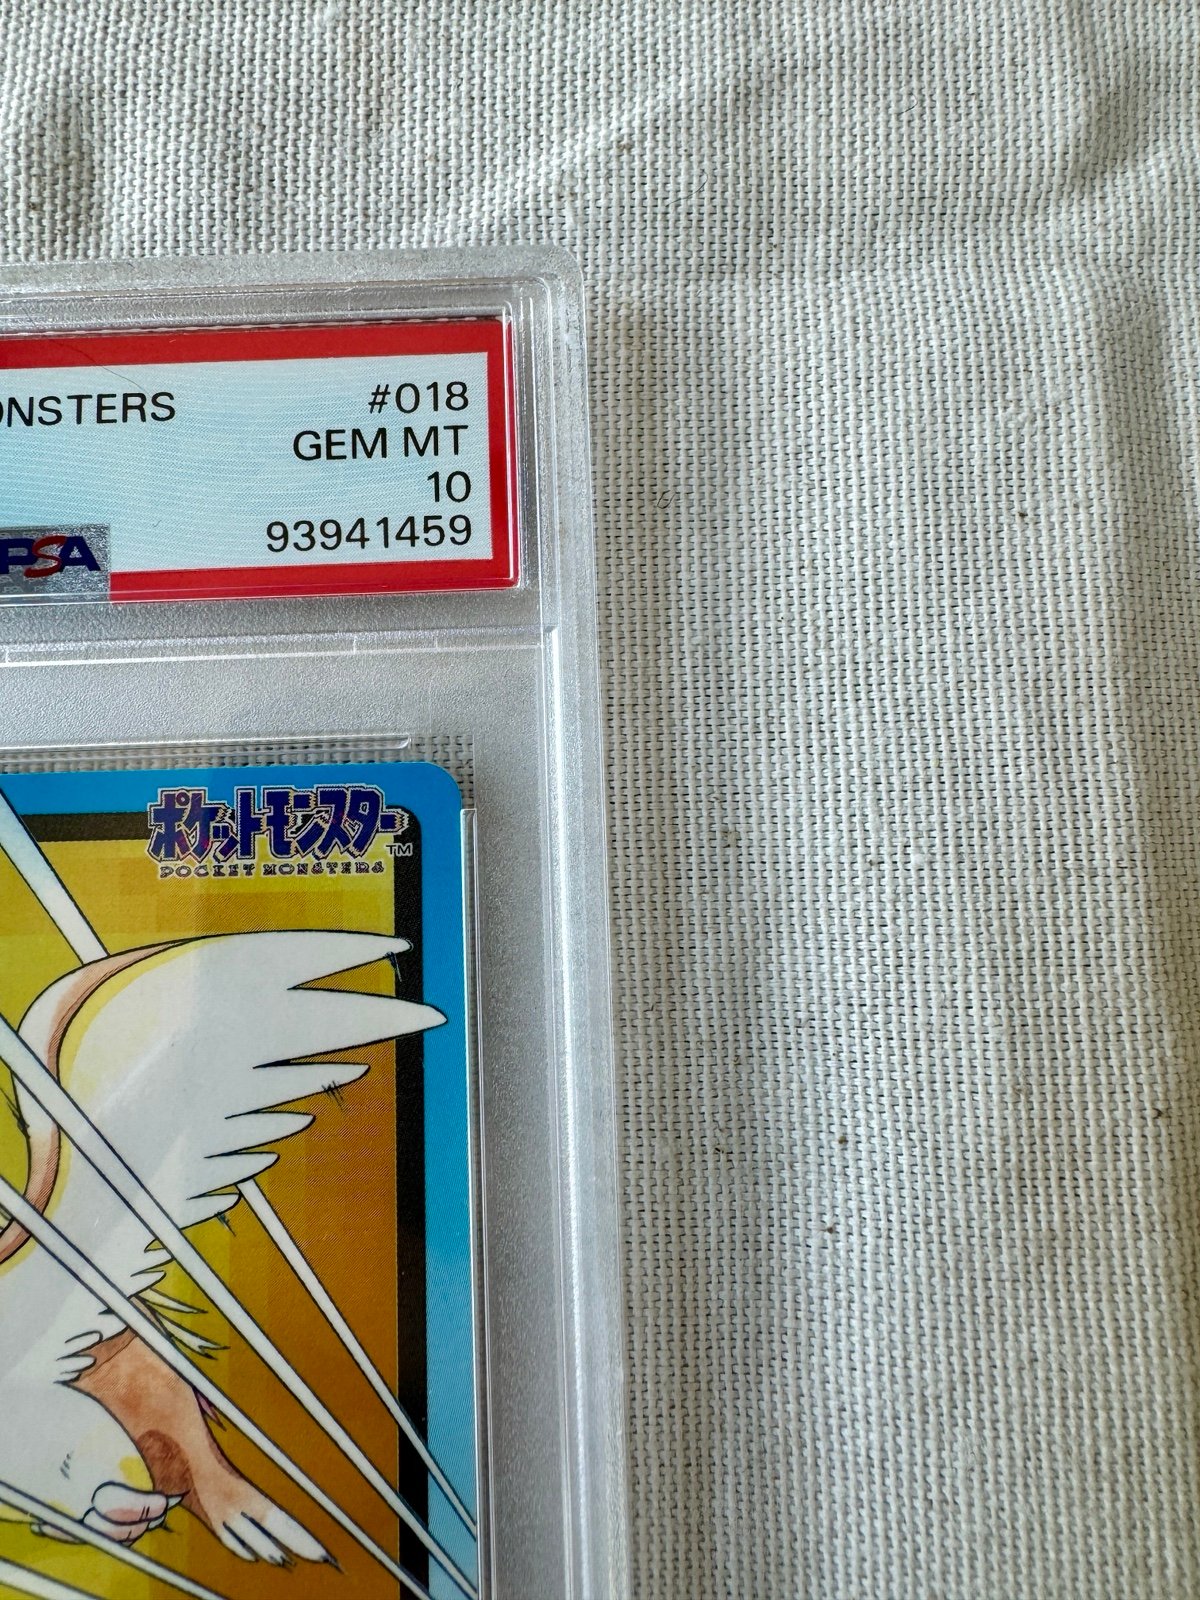 ONSTERS #018
GEM MT
10
93941459
PSA
ポケットモンスター TM
POCKET MONSTERS